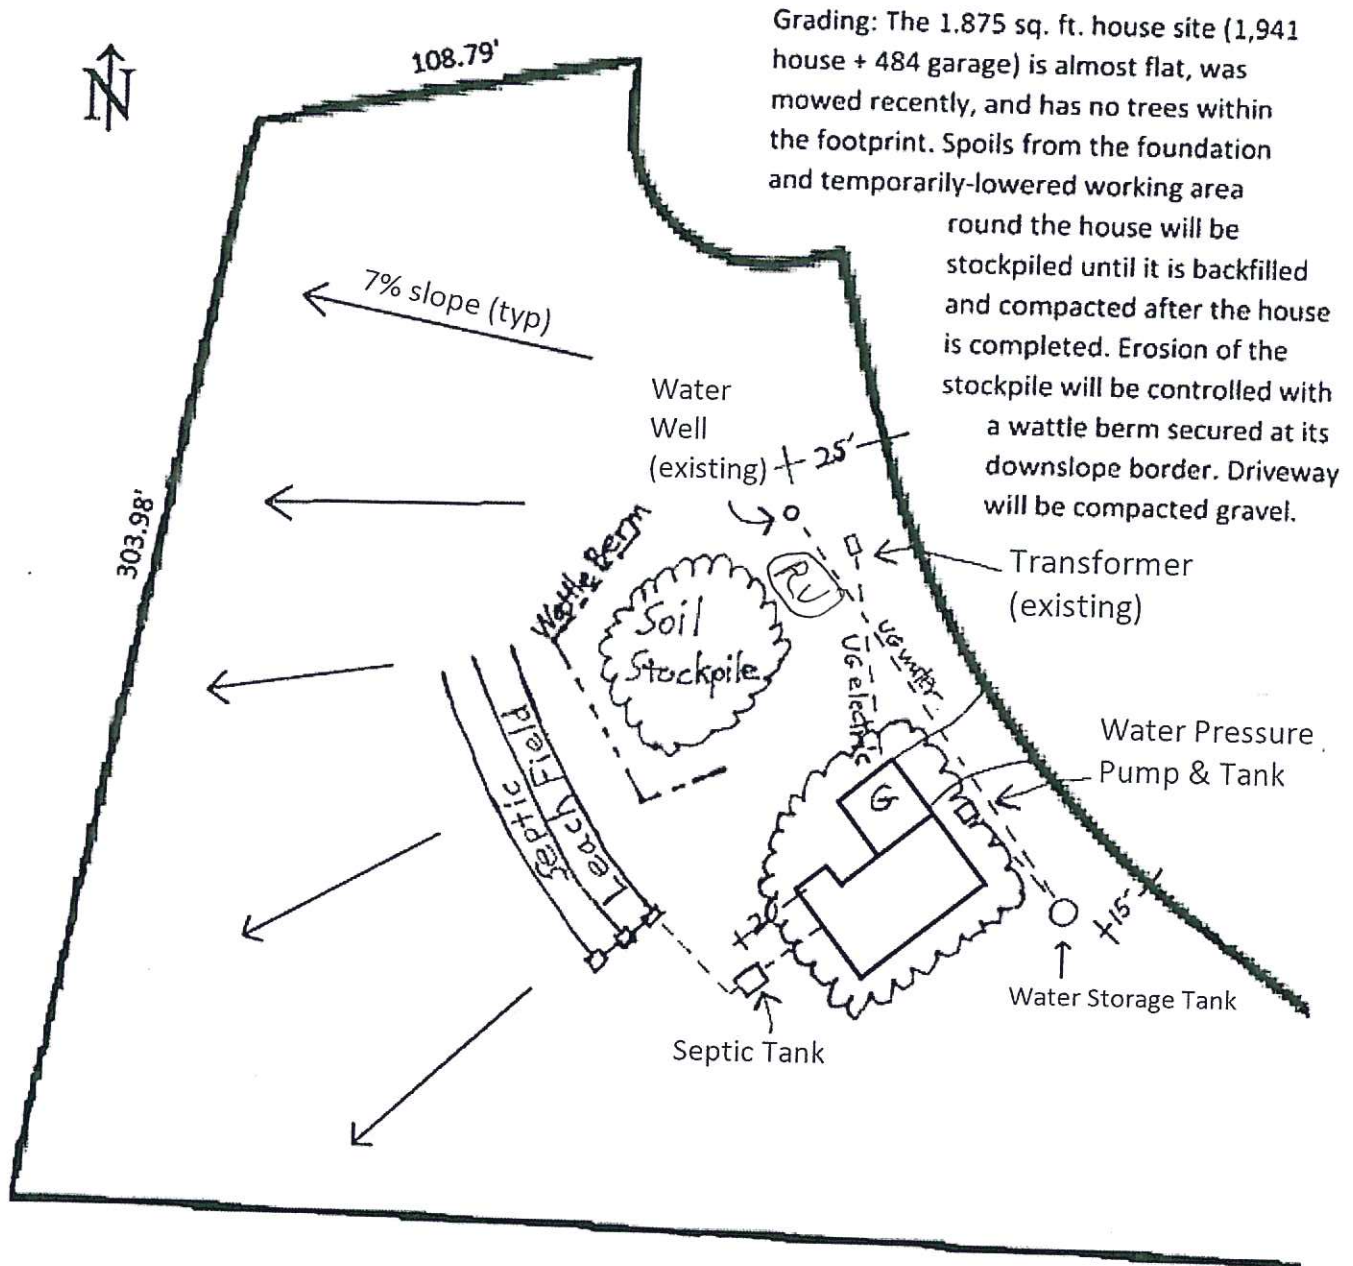 Grading: The 1.875 sq. ft. house site (1,941
house + 484 garage) is almost flat, was
mowed recently, and has no trees within
the footprint. Spoils from the foundation
and temporarily-lowered working area
round the house will be
stockpiled until it is backfilled
and compacted after the house
is completed. Erosion of the
stockpile will be controlled with
a wattle berm secured at its
downslope border. Driveway
will be compacted gravel.
N
108.79'
303.98'
7% slope (typ)
Water
Well
(existing)
25'
Transformer
(existing)
Wattle Berm
Soil
Stockpile
RV
UG electric
UG water
Water Pressure
Pump & Tank
G
Septic
Leach Field
15'
Water Storage Tank
Septic Tank